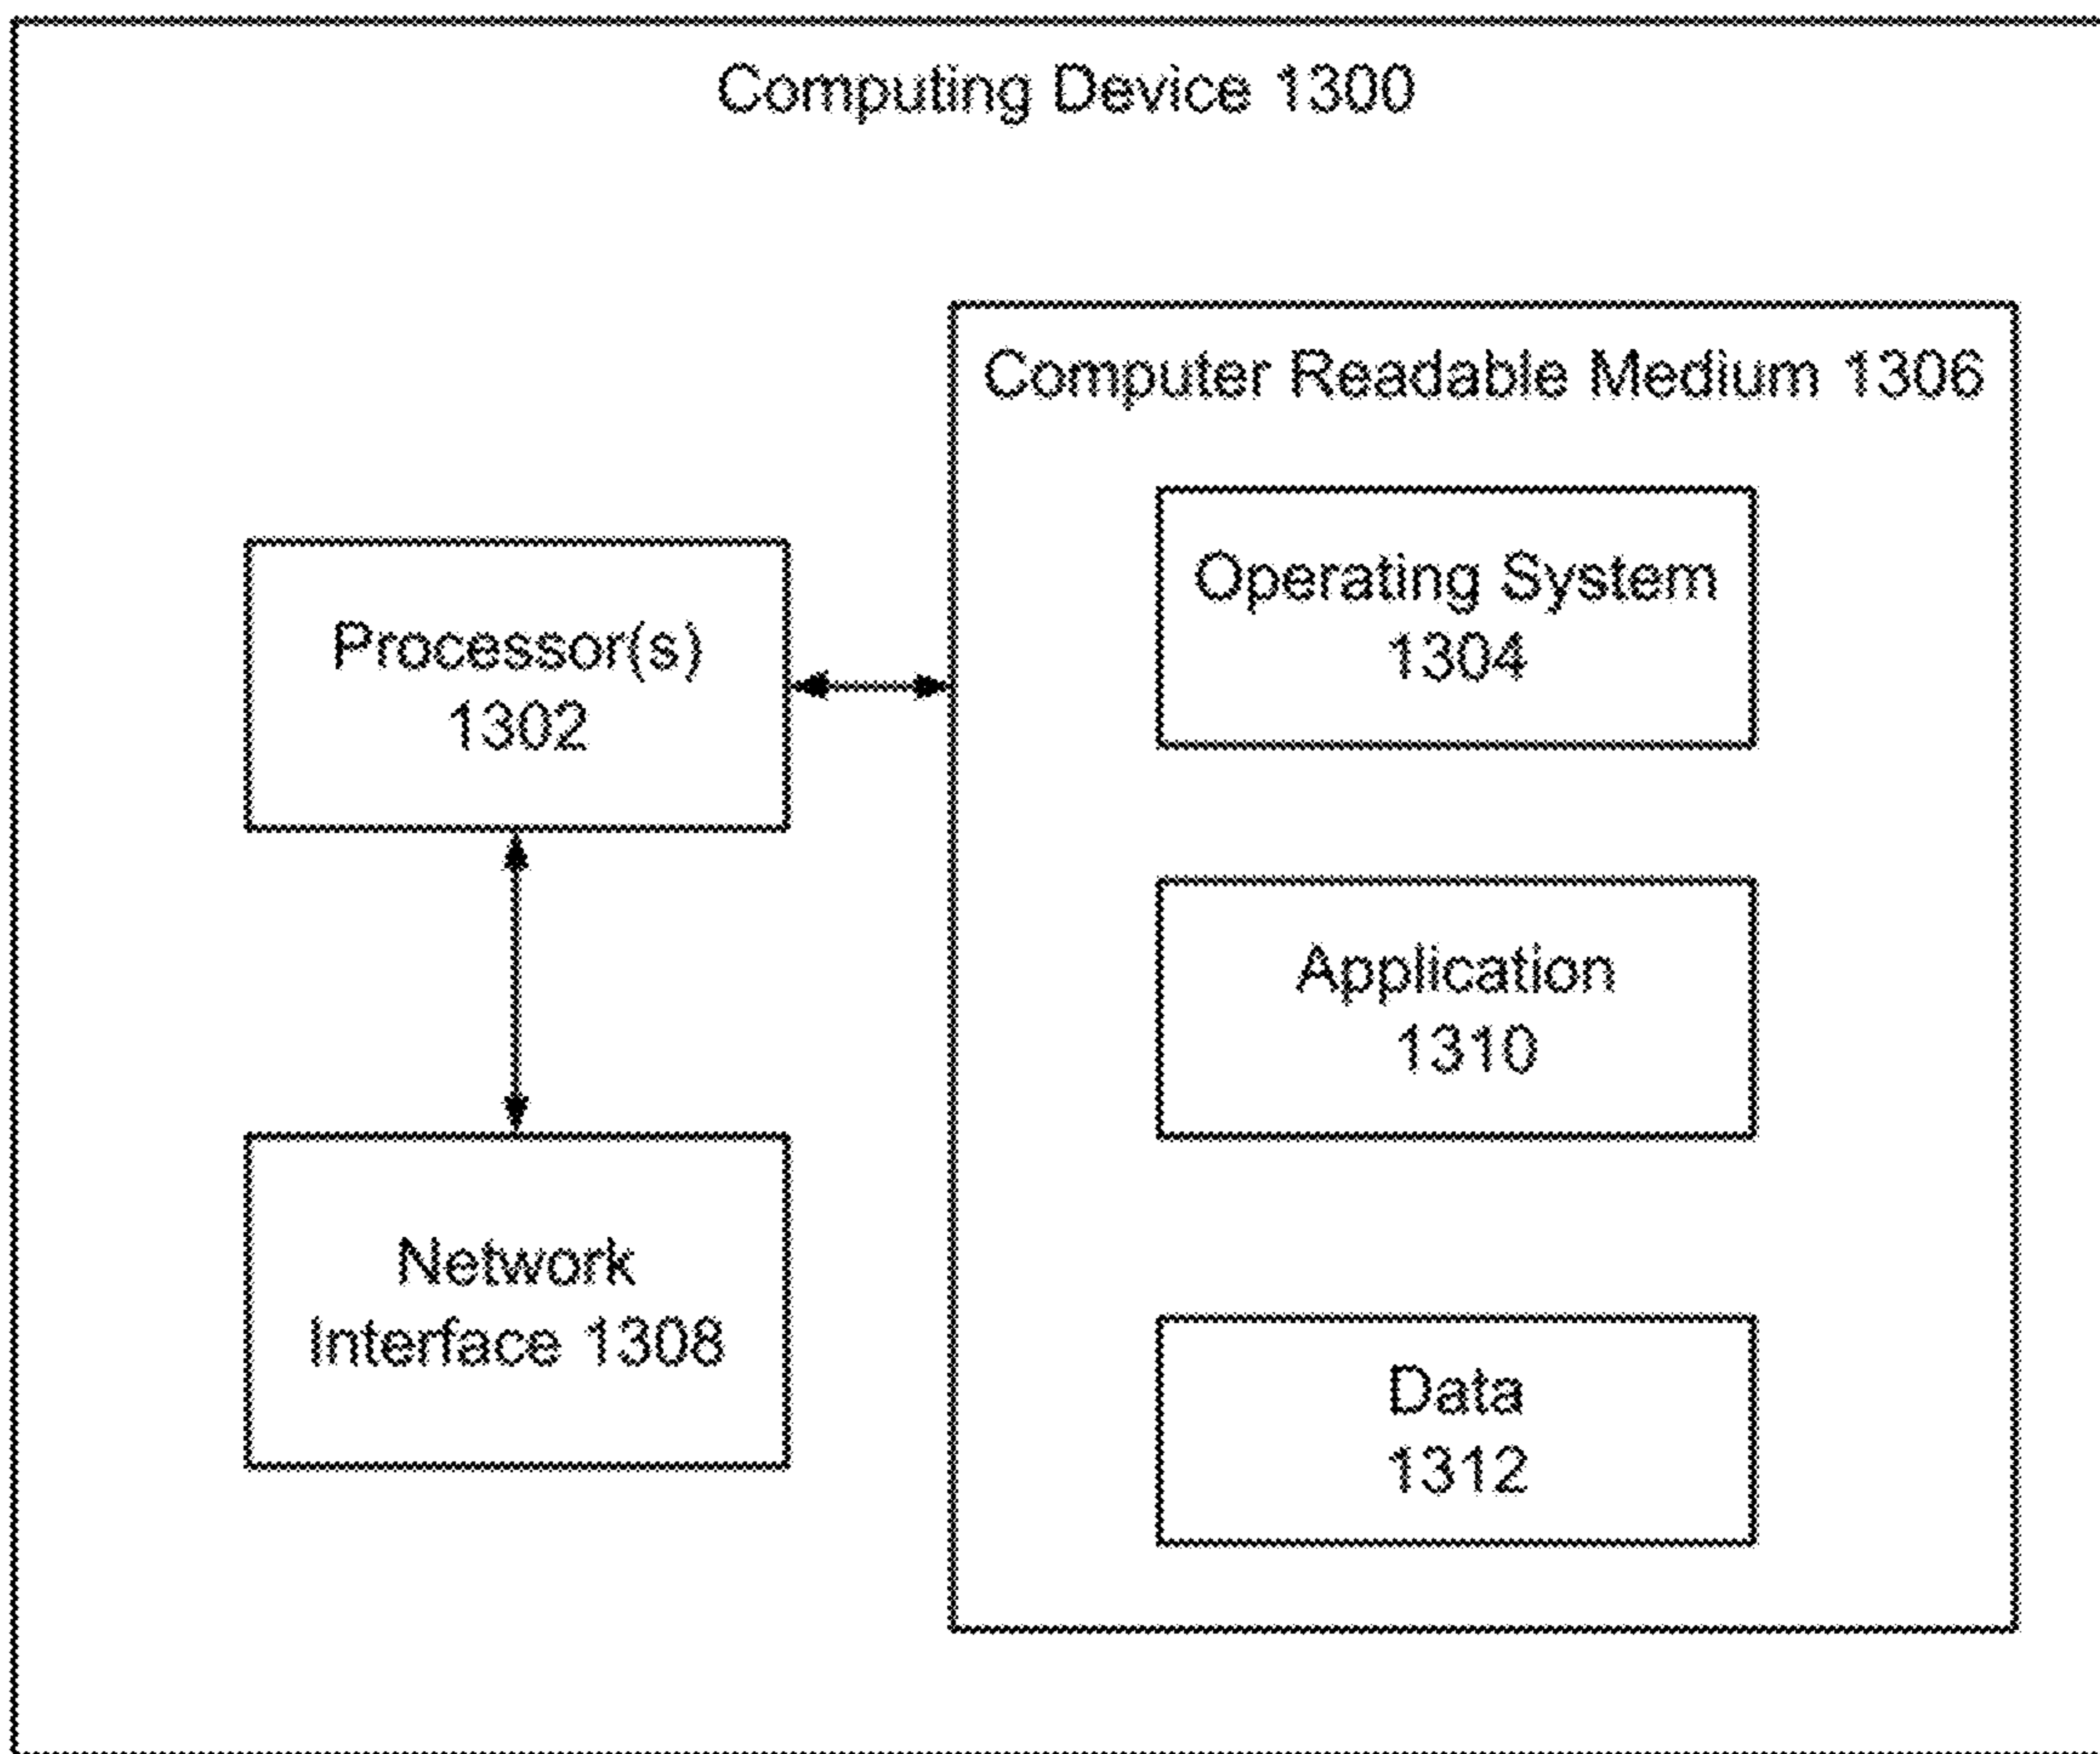 Computing Device 1300
Computer Readable Medium 1306
Operating System
1304
Processor(s)
1302
Application
1310
Network
Interface 1308
Data
1312